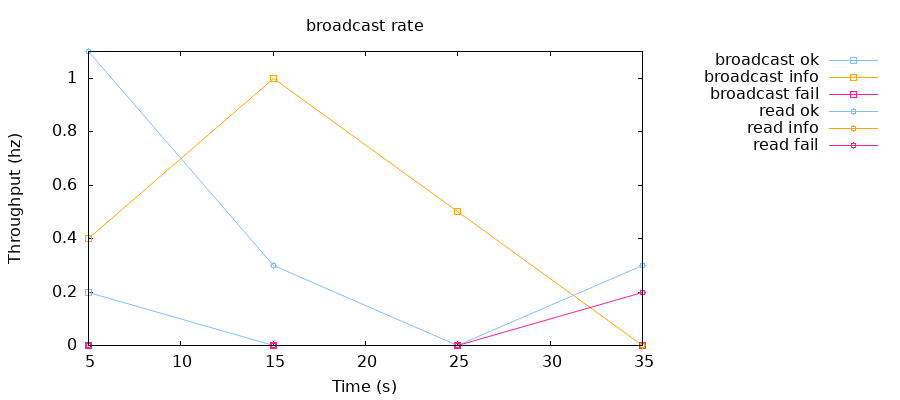 broadcast rate
Throughput (hz)
1
0.8
0.6
0.4
0.2
0
5
10
15
20
25
30
35
Time (s)
broadcast ok
broadcast info
broadcast fail
read ok
read info
read fail